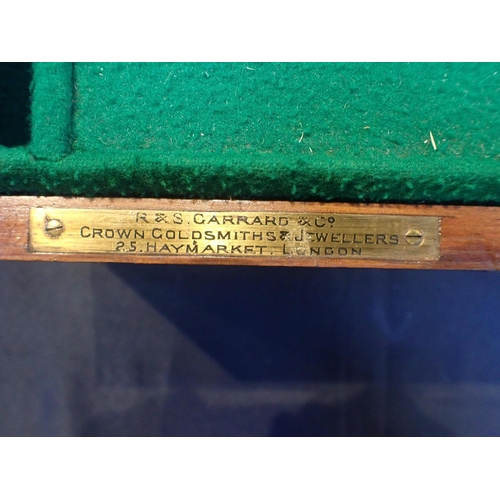 R & S. GARRARD & Cº
CROWN GOLDSMITHS & JEWELLERS
25. HAYMARKET. LONDON